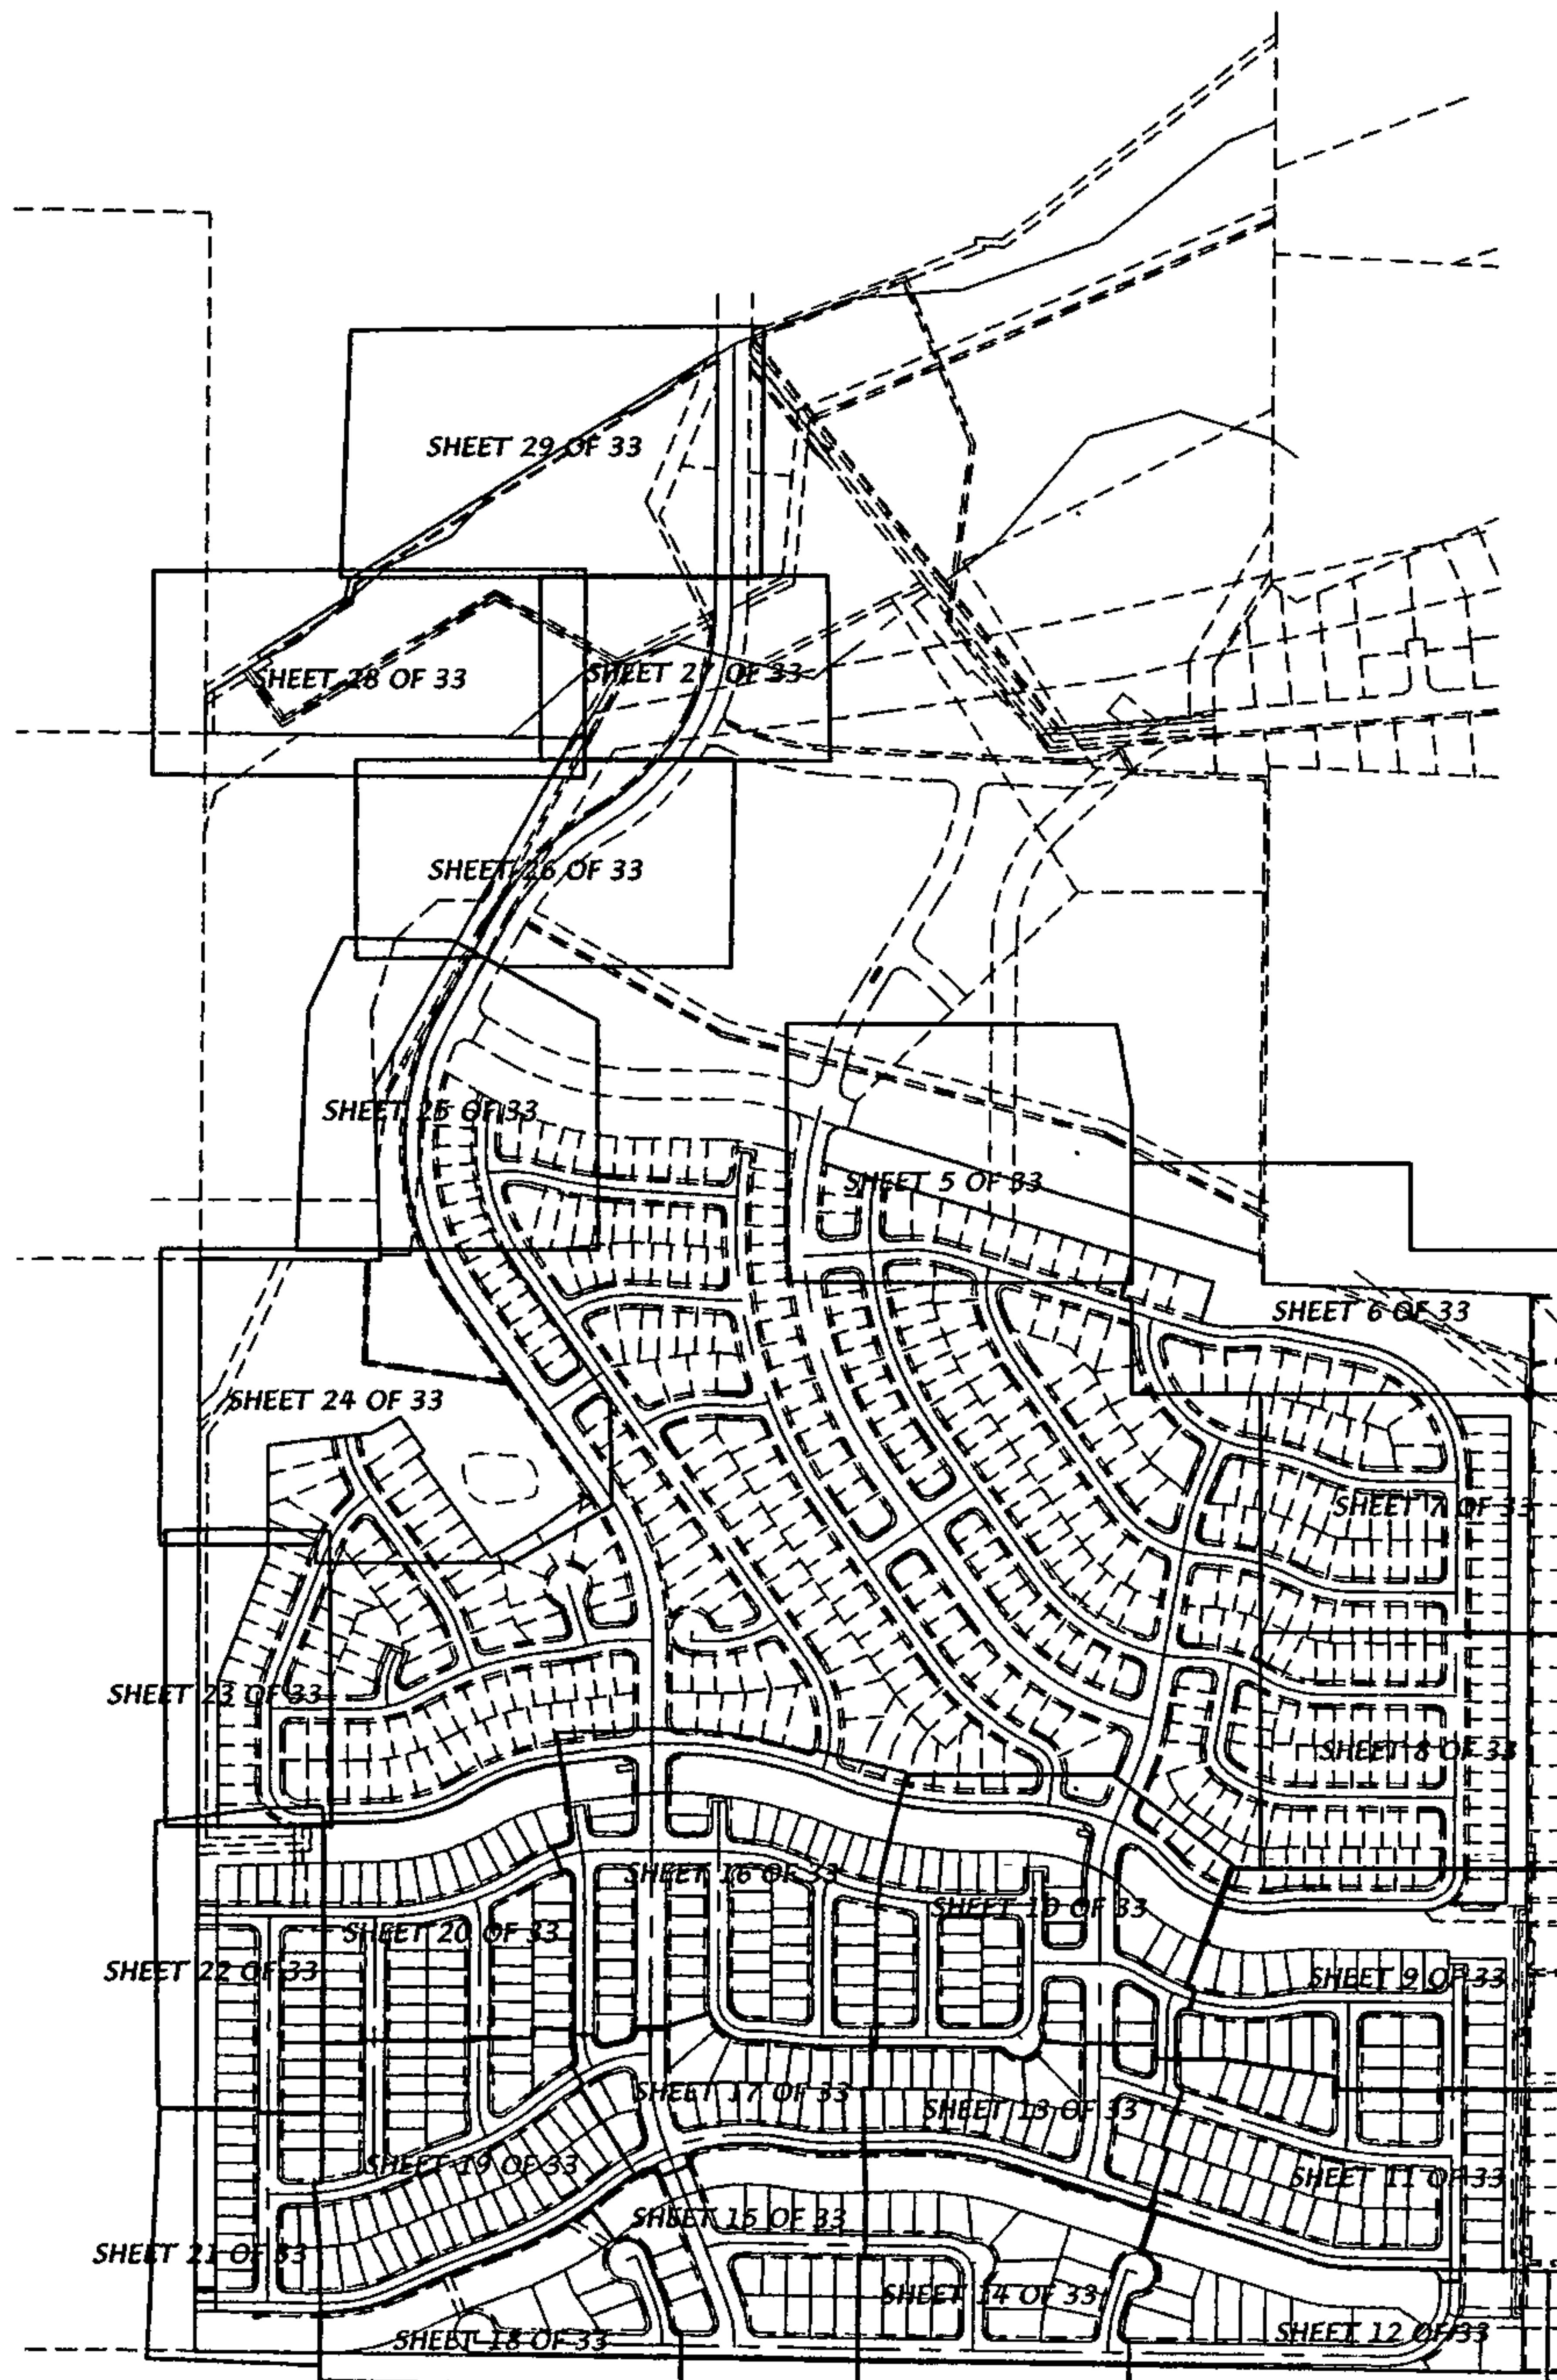 SHEET 29 OF 33
SHEET 28 OF 33
SHEET 27 OF 33
SHEET 26 OF 33
SHEET 25 OF 33
SHEET 5 OF 33
SHEET 6 OF 33
SHEET 24 OF 33
SHEET 7 OF 33
SHEET 23 OF 33
SHEET 8 OF 33
SHEET 16 OF 33
SHEET 10 OF 33
SHEET 20 OF 33
SHEET 22 OF 33
SHEET 9 OF 33
SHEET 17 OF 33
SHEET 13 OF 33
SHEET 19 OF 33
SHEET 11 OF 33
SHEET 15 OF 33
SHEET 21 OF 33
SHEET 14 OF 33
SHEET 18 OF 33
SHEET 12 OF 33